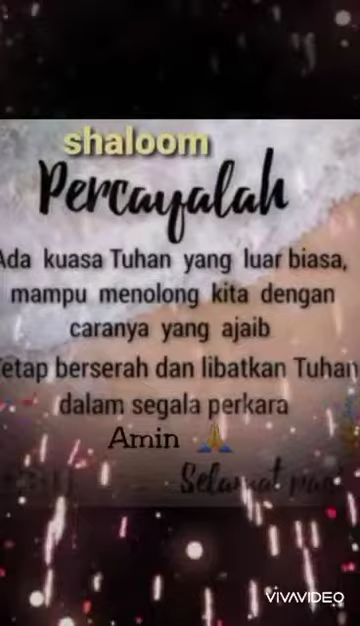 shaloom
Percayalah
Ada kuasa Tuhan yang luar biasa,
mampu menolong kita dengan
caranya yang ajaib
Tetap berserah dan libatkan Tuhan
dalam segala perkara
Amin 🙏
Selamat
VIVAVIDEO